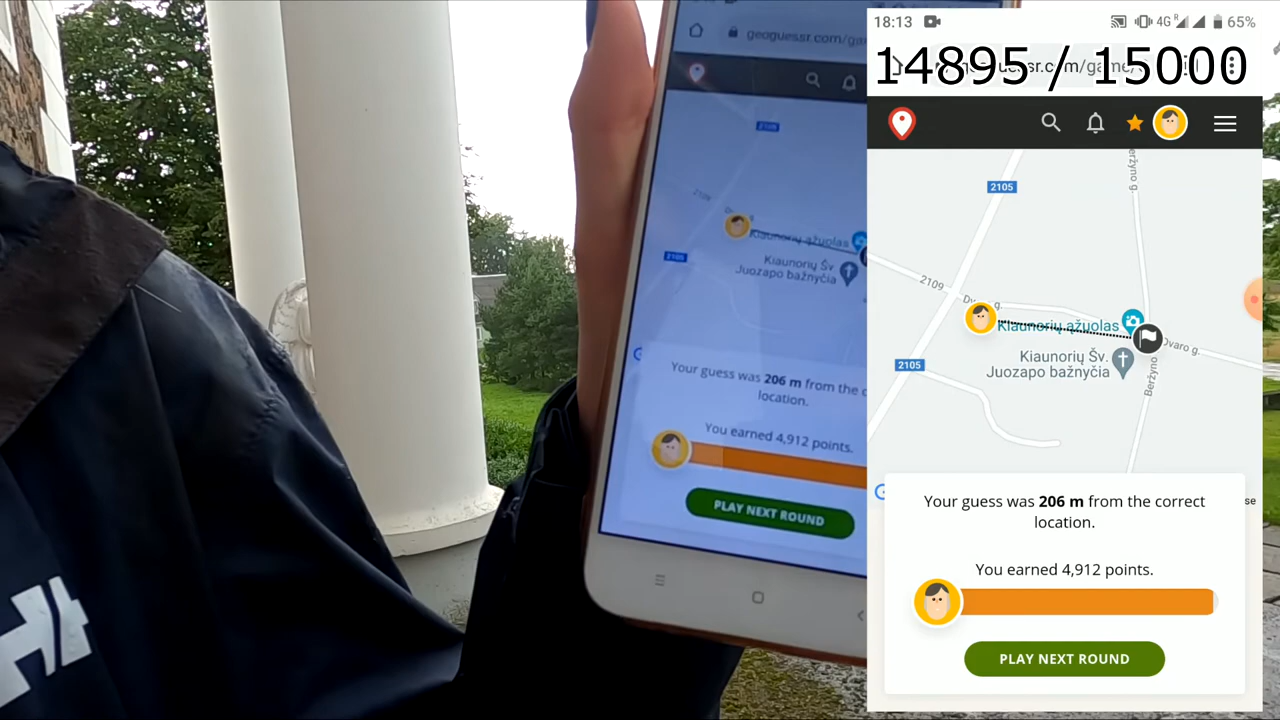 geoguessr.com/ga
2105
Kiaunorių ąžuolas
2105
Kiaunorių Šv
Juozapo bažnyčia
Your guess was 206 m from the c
location.
You earned 4,912 points.
PLAY NEXT ROUND
18:13
4G
R
65%
14895 / 15000
2105
2109
Kiaunorių ąžuolas
Dvaro g.
2105
Kiaunorių Šv.
Juozapo bažnyčia
Beržyno
se
Your guess was 206 m from the correct
location.
You earned 4,912 points.
PLAY NEXT ROUND